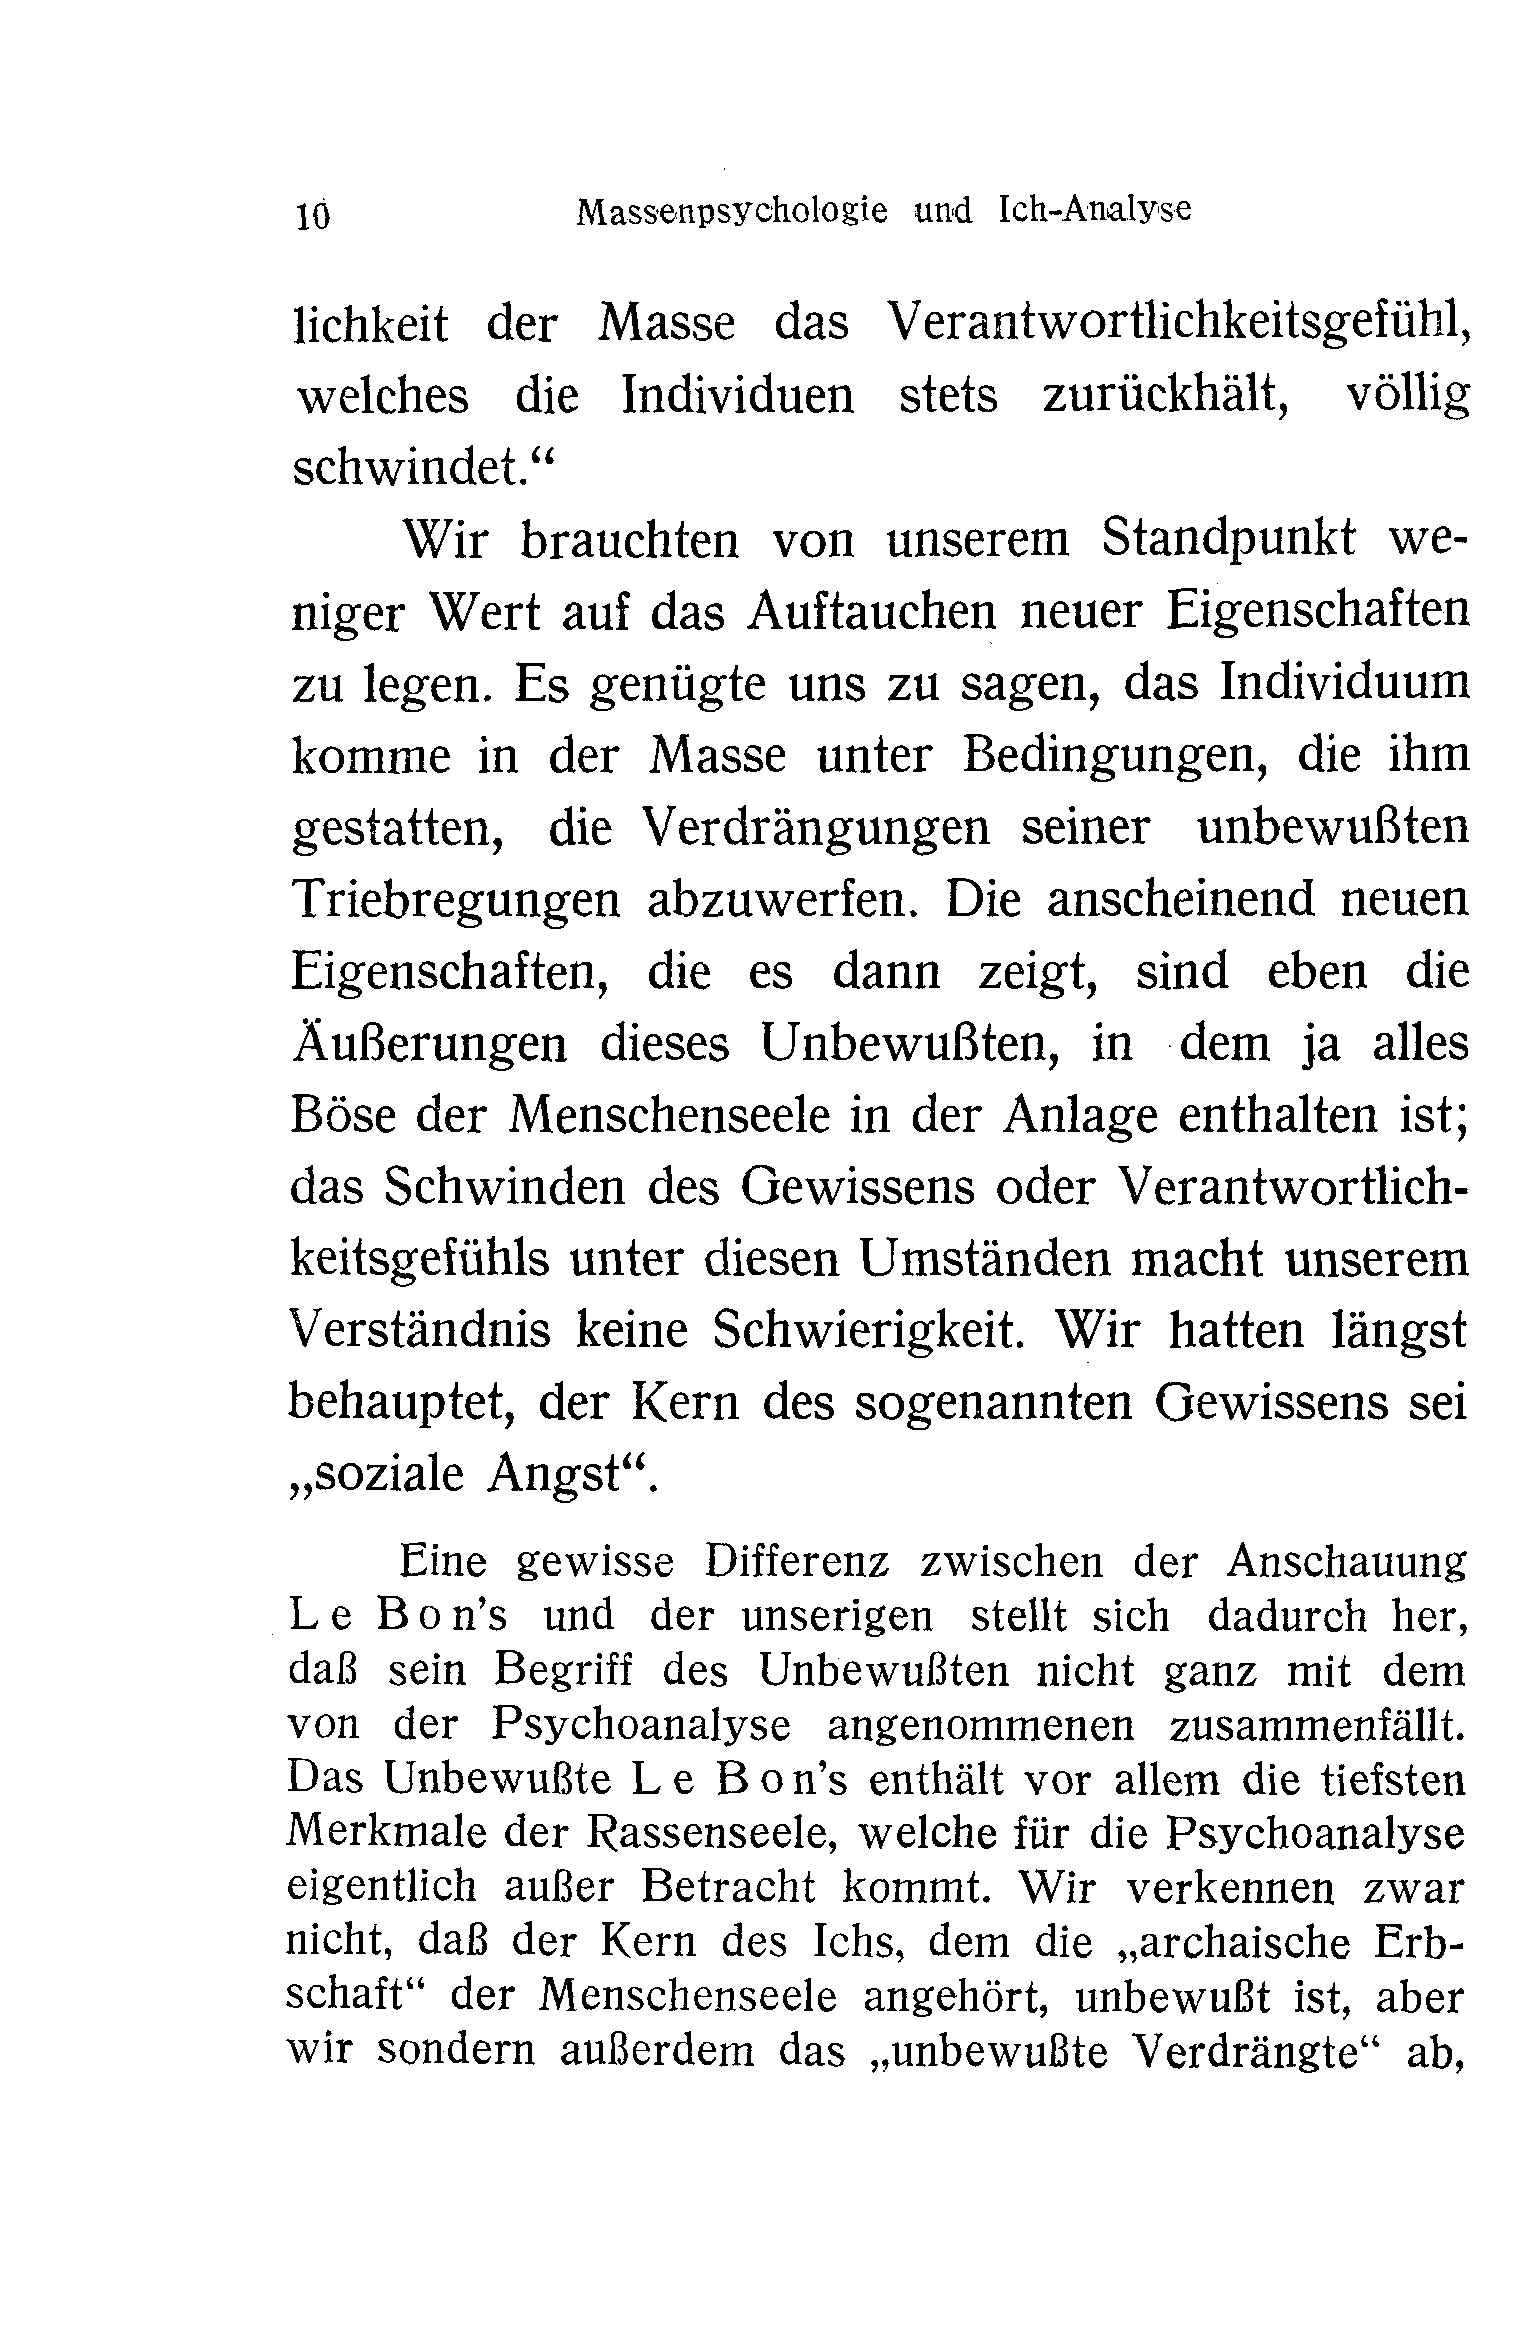 10 Massenpsychologie und Ich-Analyse
lichkeit der Masse das Verantwortlichkeitsgefühl,
welches die Individuen stets zurückhält, völlig
schwindet.“
Wir brauchten von unserem Standpunkt we-
niger Wert auf das Auftauchen neuer Eigenschaften
zu legen. Es genügte uns zu sagen, das Individuum
komme in der Masse unter Bedingungen, die ihm
gestatten, die Verdrängungen seiner unbewußten
Triebregungen abzuwerfen. Die anscheinend neuen
Eigenschaften, die es dann zeigt, sind eben die
Äußerungen dieses Unbewußten, in dem ja alles
Böse der Menschenseele in der Anlage enthalten ist;
das Schwinden des Gewissens oder Verantwortlich-
keitsgefühls unter diesen Umständen macht unserem
Verständnis keine Schwierigkeit. Wir hatten längst
behauptet, der Kern des sogenannten Gewissens sei
„soziale Angst“.
Eine gewisse Differenz zwischen der Anschauung
Le Bon’s und der unserigen stellt sich dadurch her,
daß sein Begriff des Unbewußten nicht ganz mit dem
von der Psychoanalyse angenommenen zusammenfällt.
Das Unbewußte Le Bon’s enthält vor allem die tiefsten
Merkmale der Rassenseele, welche für die Psychoanalyse
eigentlich außer Betracht kommt. Wir verkennen zwar
nicht, daß der Kern des Ichs, dem die „archaische Erb-
schaft“ der Menschenseele angehört, unbewußt ist, aber
wir sondern außerdem das „unbewußte Verdrängte“ ab,